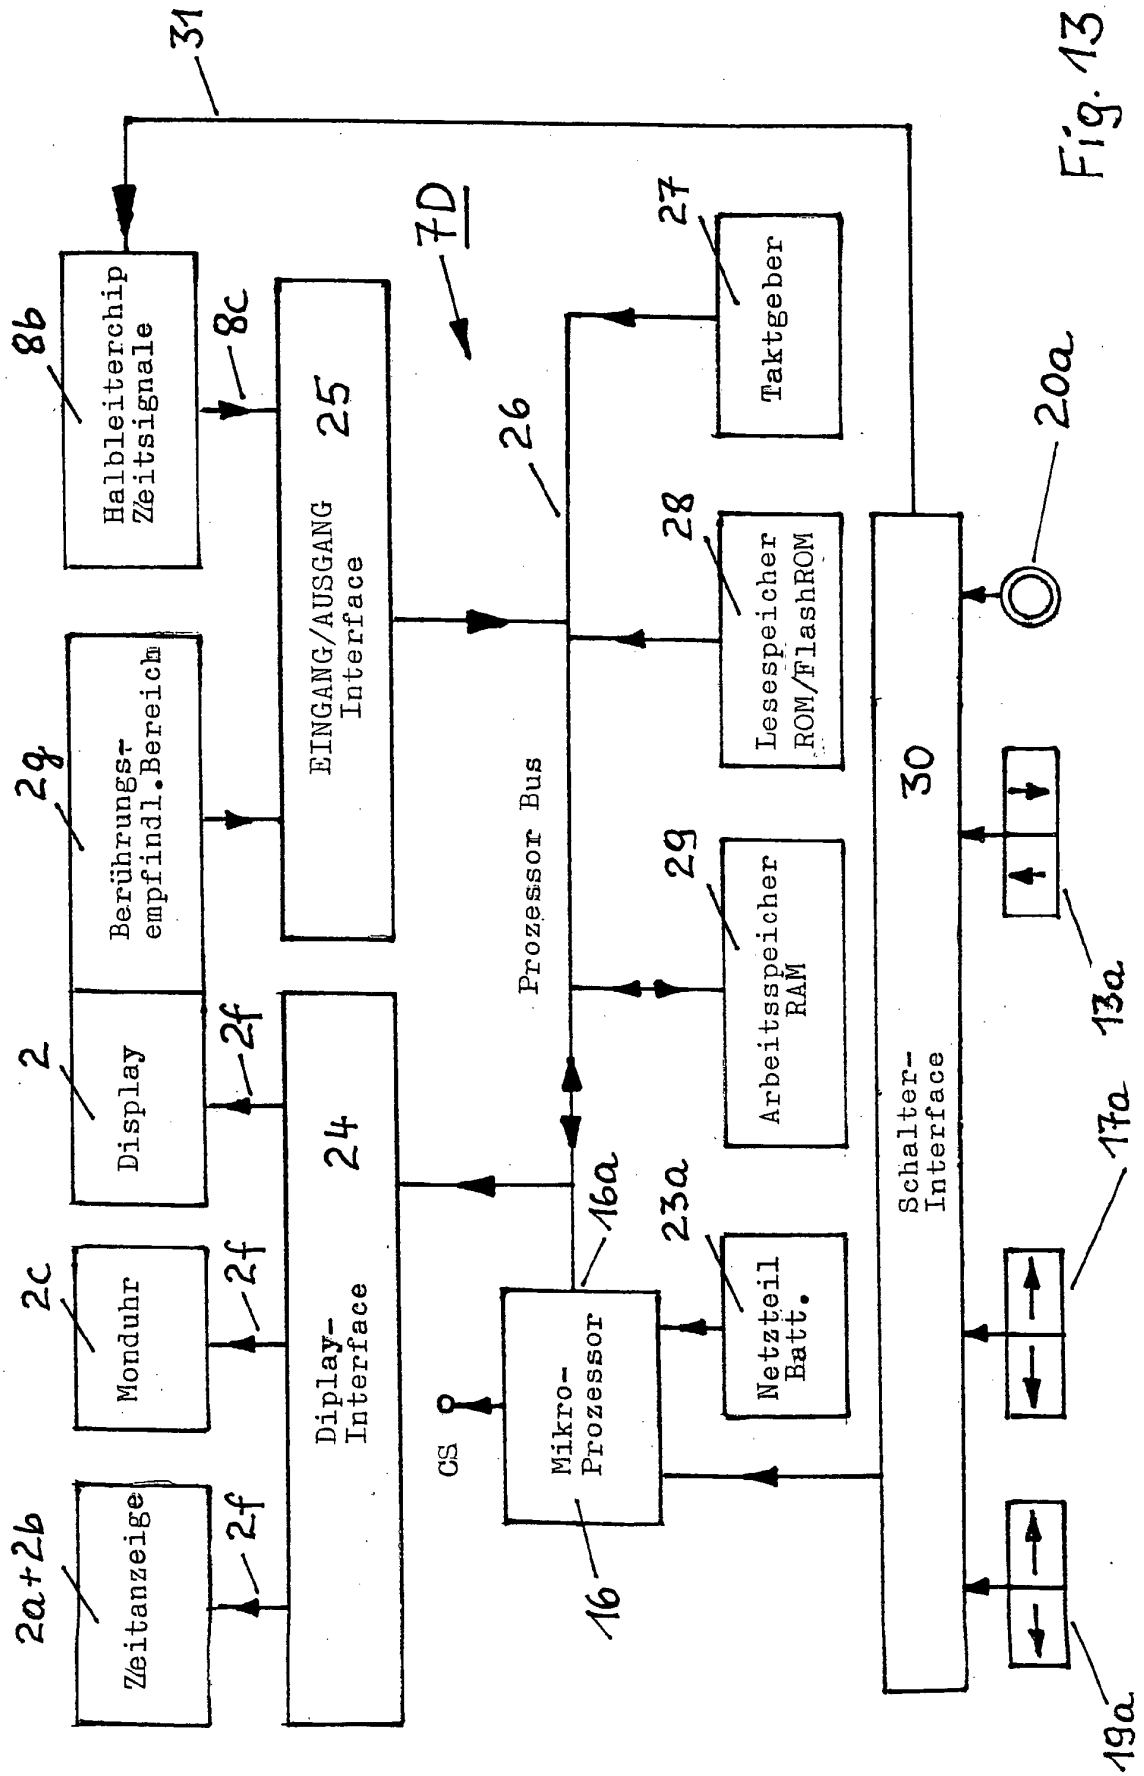 2a+2b
2c
2
2g
8b
31
Zeitanzeige
Monduhr
Display
Berührungs-
empfindl.Bereich
Halbleiterchip
Zeitsignale
2f
2f
2f
8c
Diplay-
Interface
24
EINGANG/AUSGANG
Interface
25
7D
CS
16
Mikro-
Prozessor
16a
Prozessor Bus
26
23a
29
28
27
Netzteil
Batt.
Arbeitsspeicher
RAM
Lesespeicher
ROM/FlashROM
Taktgeber
Schalter-
Interface
30
19a
17a
13a
20a
Fig. 13